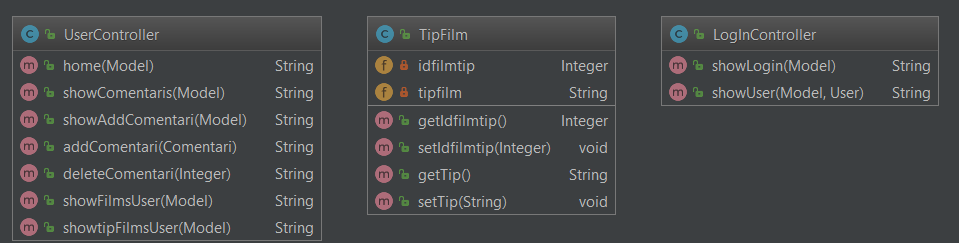 C UserController
m home(Model) String
m showComentaris(Model) String
m showAddComentari(Model) String
m addComentari(Comentari) String
m deleteComentari(Integer) String
m showFilmsUser(Model) String
m showtipFilmsUser(Model) String
C TipFilm
f idfilmtip Integer
f tipfilm String
m getIdfilmtip() Integer
m setIdfilmtip(Integer) void
m getTip() String
m setTip(String) void
C LogInController
m showLogin(Model) String
m showUser(Model, User) String